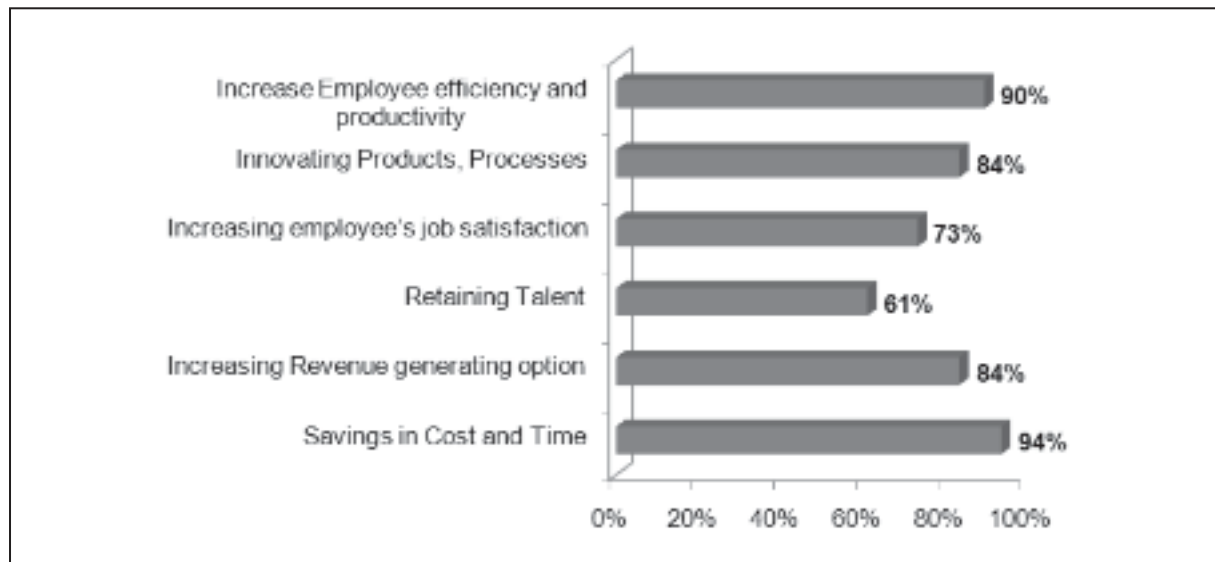 Increase Employee efficiency and
productivity
90%
Innovating Products, Processes
84%
Increasing employee's job satisfaction
73%
Retaining Talent
61%
Increasing Revenue generating option
84%
Savings in Cost and Time
94%
0% 20% 40% 60% 80% 100%